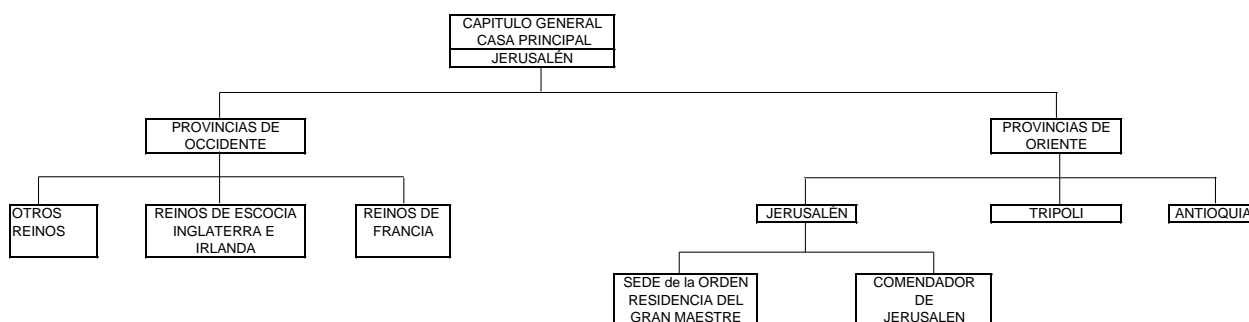 CAPITULO GENERAL
CASA PRINCIPAL
JERUSALÉN
PROVINCIAS DE
OCCIDENTE
PROVINCIAS DE
ORIENTE
OTROS
REINOS
REINOS DE ESCOCIA
INGLATERRA E
IRLANDA
REINOS DE
FRANCIA
JERUSALÉN
TRIPOLI
ANTIOQUIA
SEDE de la ORDEN
RESIDENCIA DEL
GRAN MAESTRE
COMENDADOR
DE
JERUSALEN